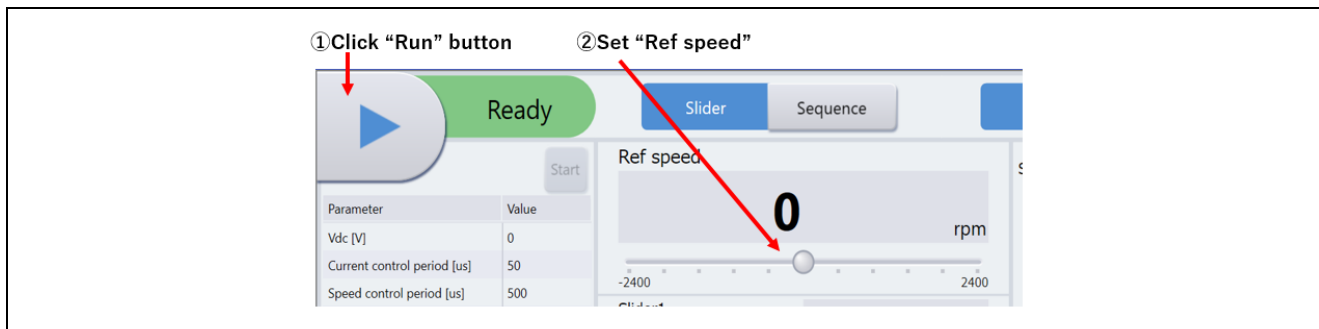 ①Click “Run” button ②Set “Ref speed”
Ready Slider Sequence
Start Ref speed
0
rpm
Parameter Value
Vdc [V] 0
Current control period [us] 50
Speed control period [us] 500
-2400 2400